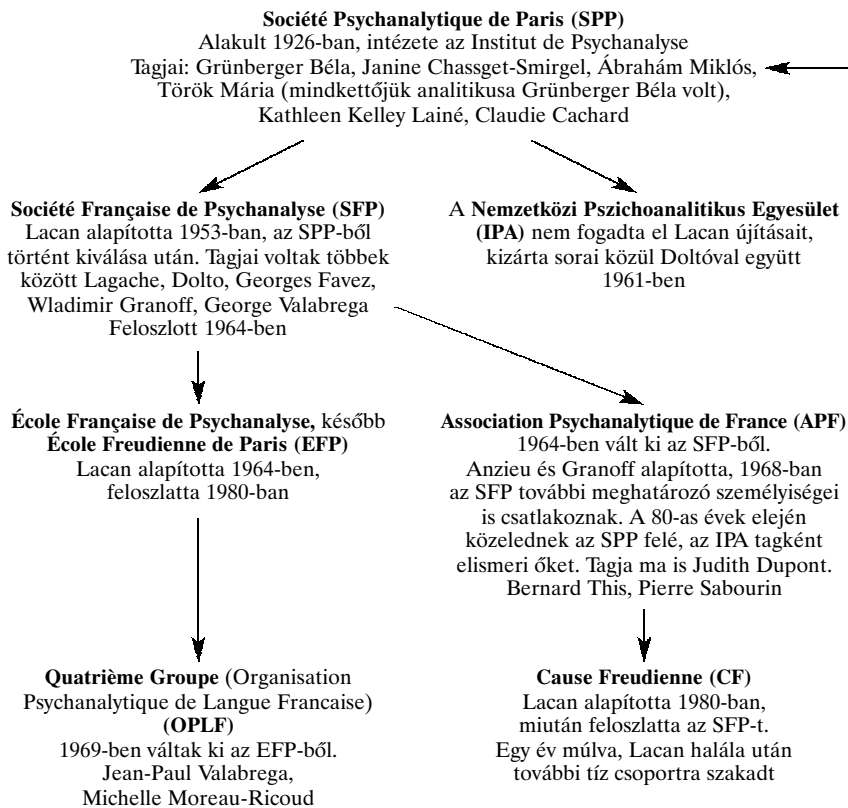 Société Psychanalytique de Paris (SPP)
Alakult 1926-ban, intézete az Institut de Psychanalyse
Tagjai: Grünberger Béla, Janine Chassget-Smirgel, Ábrahám Miklós,
Török Mária (mindkettőjük analitikusa Grünberger Béla volt),
Kathleen Kelley Lainé, Claudie Cachard
Société Française de Psychanalyse (SFP)
Lacan alapította 1953-ban, az SPP-ből
történt kiválása után. Tagjai voltak többek
között Lagache, Dolto, Georges Favez,
Wladimir Granoff, George Valabrega
Feloszlott 1964-ben
A Nemzetközi Pszichoanalitikus Egyesület
(IPA) nem fogadta el Lacan újításait,
kizárta sorai közül Doltóval együtt
1961-ben
École Française de Psychanalyse, később
École Freudienne de Paris (EFP)
Lacan alapította 1964-ben,
feloszlatta 1980-ban
Association Psychanalytique de France (APF)
1964-ben vált ki az SFP-ből.
Anzieu és Granoff alapította, 1968-ban
az SFP további meghatározó személyiségei
is csatlakoznak. A 80-as évek elején
közelednek az SPP felé, az IPA tagként
elismeri őket. Tagja ma is Judith Dupont.
Bernard This, Pierre Sabourin
Quatrième Groupe (Organisation
Psychanalytique de Langue Francaise)
(OPLF)
1969-ben váltak ki az EFP-ből.
Jean-Paul Valabrega,
Michelle Moreau-Ricoud
Cause Freudienne (CF)
Lacan alapította 1980-ban,
miután feloszlatta az SFP-t.
Egy év múlva, Lacan halála után
további tíz csoportra szakadt